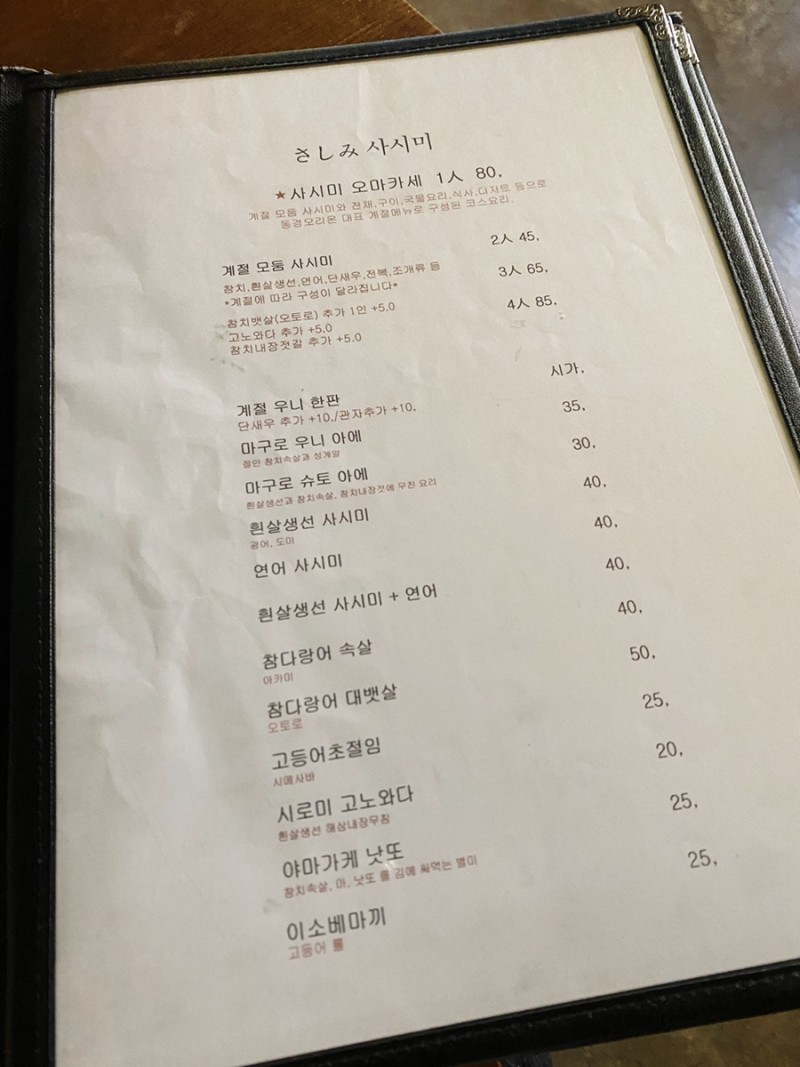 さしみ 사시미
★사시미 오마카세 1人 80,
계절 모둠 사시미와 전채,구이,국물요리,식사,디저트 등으로
동경모리온 대표 계절메뉴로 구성된 코스요리.
계절 모둠 사시미 2人 45,
참치,흰살생선,연어,단새우,전복,조개류 등 3人 65,
*계절에 따라 구성이 달라집니다*
참치뱃살(오토로) 추가 1인 +5.0 4人 85.
고노와다 추가 +5.0
참치내장젓갈 추가 +5.0
계절 우니 한판 시가,
단새우 추가 +10,/관자추가 +10,
마구로 우니 아에 35,
참치속살과 성게알
마구로 슈토 아에 30,
흰살생선과 참치속살, 참치내장젓에 무친 요리
흰살생선 사시미 40,
광어, 도미
연어 사시미 40,
흰살생선 사시미 + 연어 40,
참다랑어 속살 40,
아카미
참다랑어 대뱃살 50,
오토로
고등어초절임 25,
시메사바
시로미 고노와다 20,
흰살생선 해삼내장무침
야마가케 낫또 25,
참치속살, 마, 낫또 를 김에 싸먹는 별미
이소베마끼 25,
고등어 롤